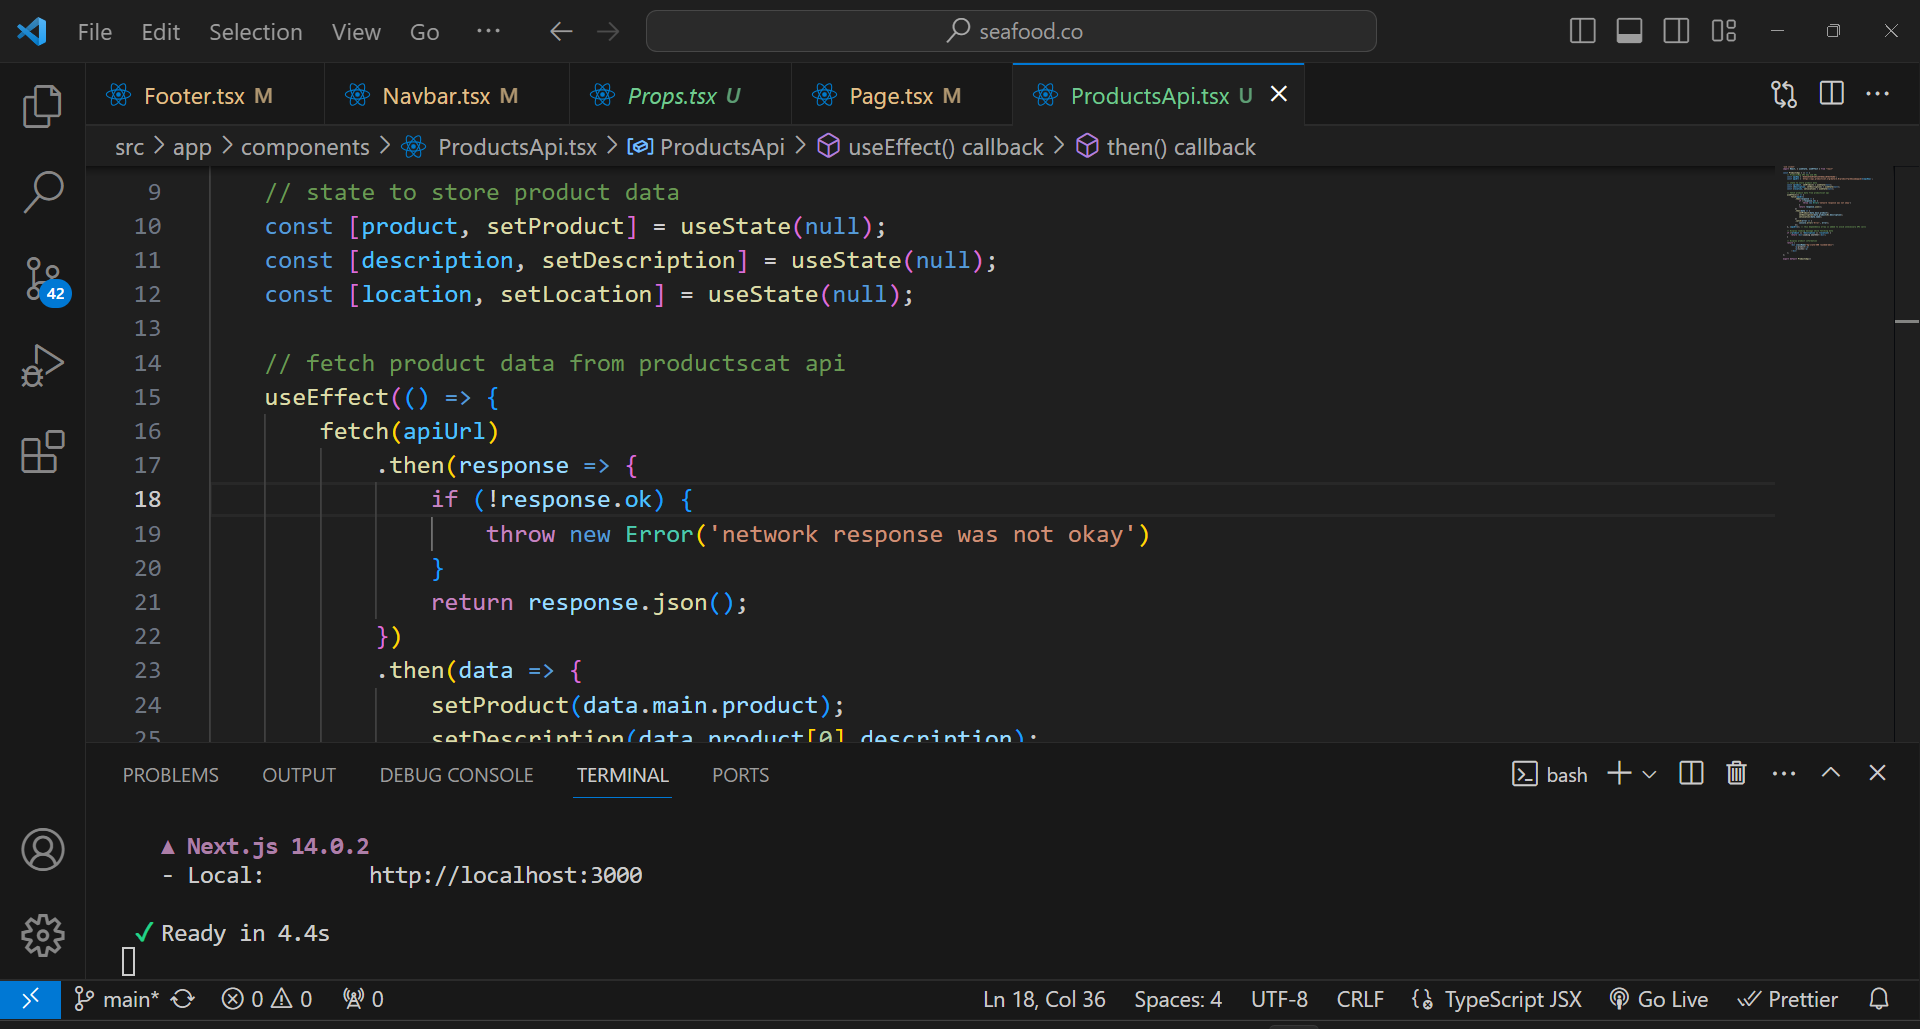 File Edit Selection View Go ··· seafood.co
Footer.tsx M Navbar.tsx M Props.tsx U Page.tsx M ProductsApi.tsx U
src > app > components > ProductsApi.tsx > ProductsApi > useEffect() callback > then() callback
9 // state to store product data
10 const [product, setProduct] = useState(null);
11 const [description, setDescription] = useState(null);
12 const [location, setLocation] = useState(null);
13
14 // fetch product data from productscat api
15 useEffect(() => {
16 fetch(apiUrl)
17 .then(response => {
18 if (!response.ok) {
19 throw new Error('network response was not okay')
20 }
21 return response.json();
22 })
23 .then(data => {
24 setProduct(data.main.product);
25 setDescription(data.product[0].description);
42
PROBLEMS OUTPUT DEBUG CONSOLE TERMINAL PORTS bash
▲ Next.js 14.0.2
- Local: http://localhost:3000
✓ Ready in 4.4s
main* 0 0 0 Ln 18, Col 36 Spaces: 4 UTF-8 CRLF TypeScript JSX Go Live Prettier